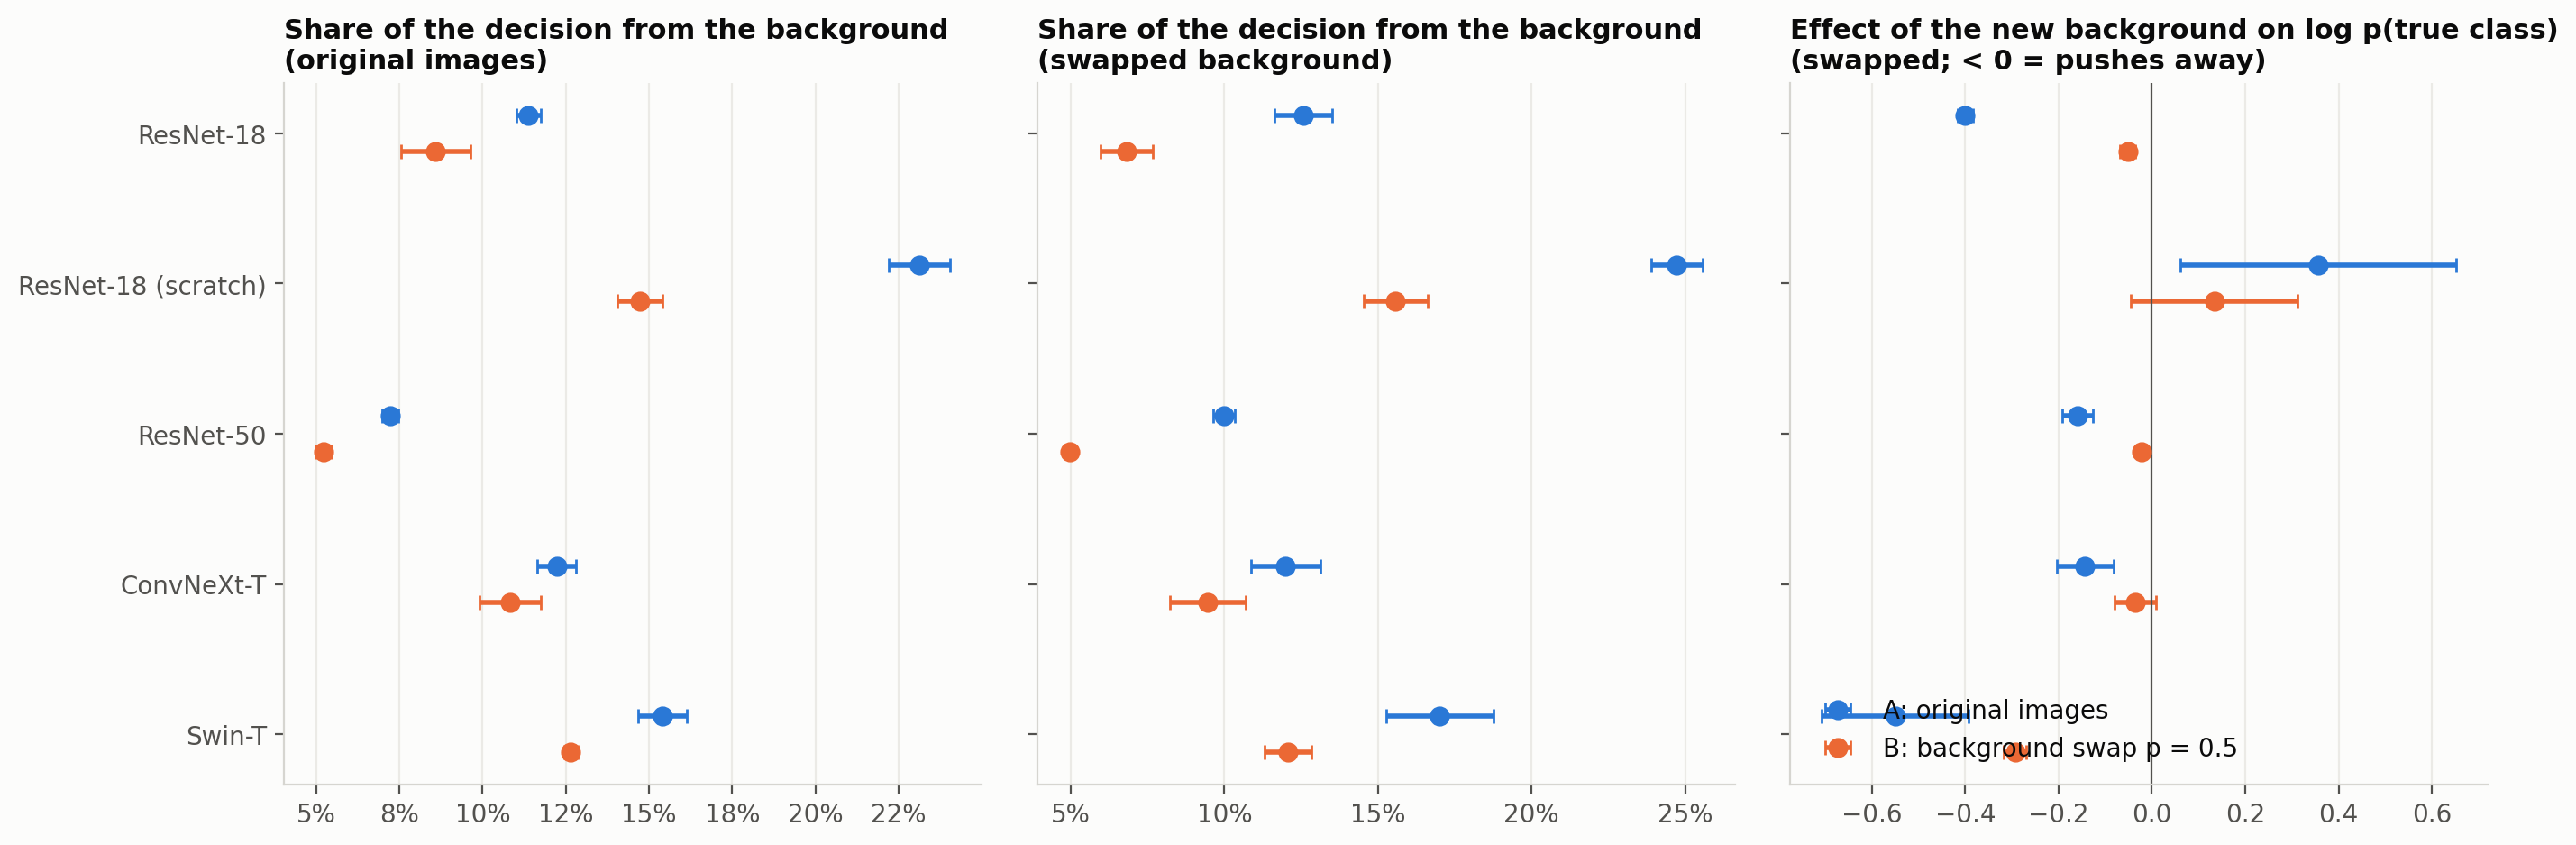 Share of the decision from the background
(original images)
Share of the decision from the background
(swapped background)
Effect of the new background on log p(true class)
(swapped; < 0 = pushes away)
ResNet-18
ResNet-18 (scratch)
ResNet-50
ConvNeXt-T
Swin-T
A: original images
B: background swap p = 0.5
5% 8% 10% 12% 15% 18% 20% 22%
5% 10% 15% 20% 25%
−0.6 −0.4 −0.2 0.0 0.2 0.4 0.6